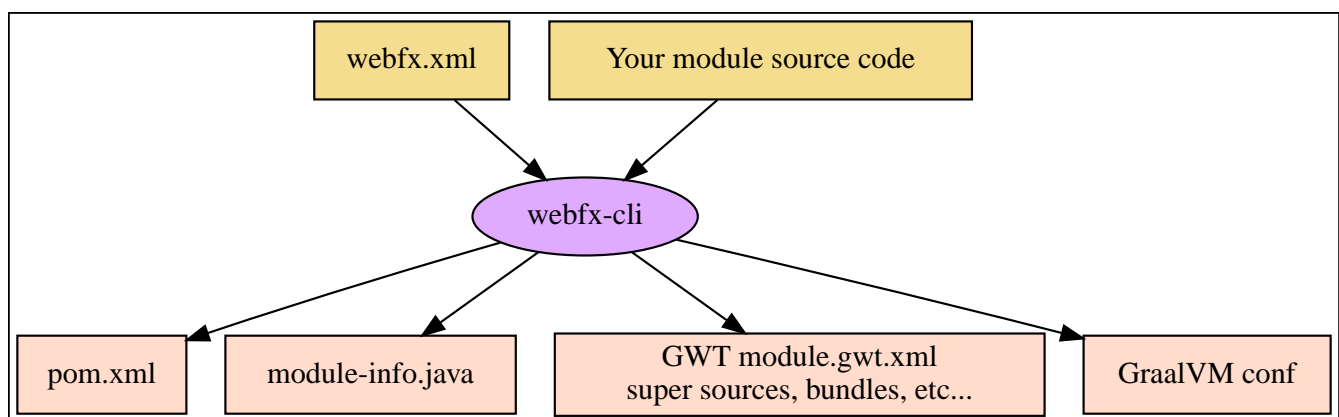 webfx.xml
Your module source code
webfx-cli
pom.xml
module-info.java
GWT module.gwt.xml
super sources, bundles, etc...
GraalVM conf